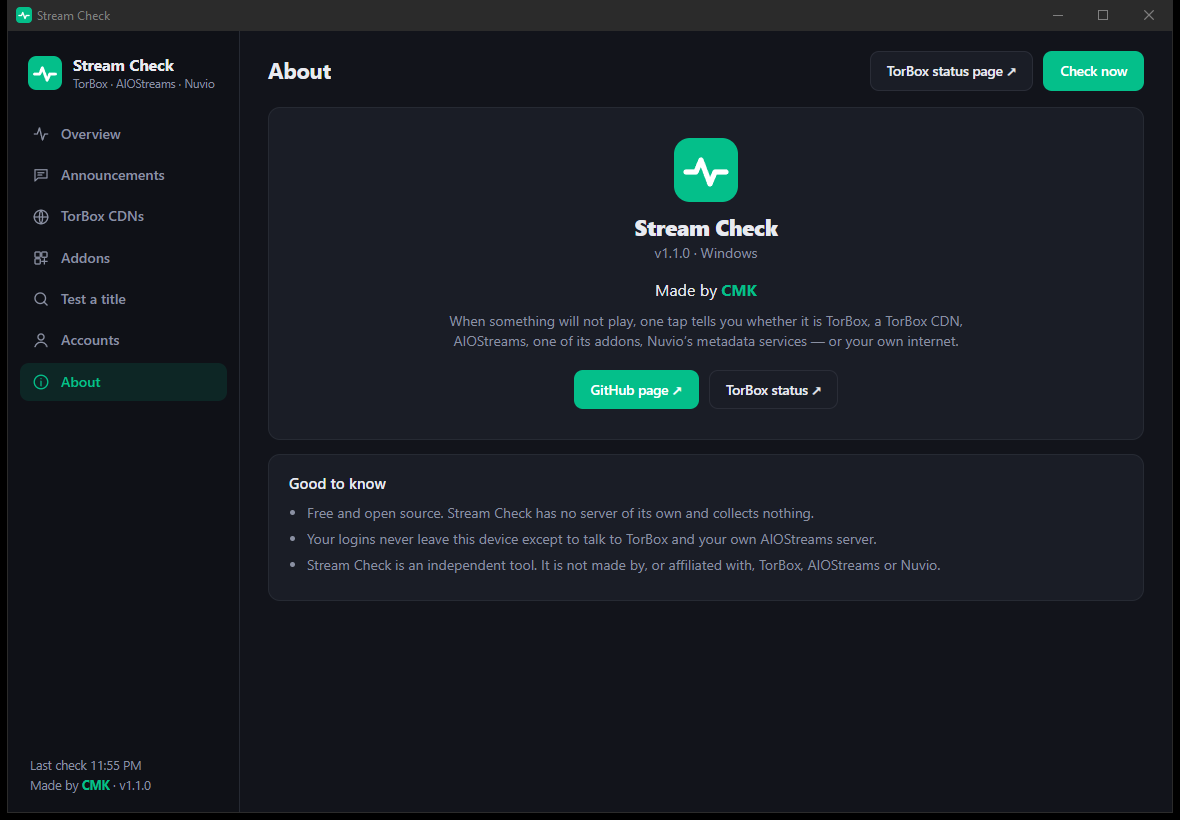 Stream Check
Stream Check
TorBox · AIOStreams · Nuvio
Overview
Announcements
TorBox CDNs
Addons
Test a title
Accounts
About
Last check 11:55 PM
Made by CMK · v1.1.0
About
TorBox status page ↗
Check now
Stream Check
v1.1.0 · Windows
Made by CMK
When something will not play, one tap tells you whether it is TorBox, a TorBox CDN,
AIOStreams, one of its addons, Nuvio's metadata services — or your own internet.
GitHub page ↗
TorBox status ↗
Good to know
• Free and open source. Stream Check has no server of its own and collects nothing.
• Your logins never leave this device except to talk to TorBox and your own AIOStreams server.
• Stream Check is an independent tool. It is not made by, or affiliated with, TorBox, AIOStreams or Nuvio.